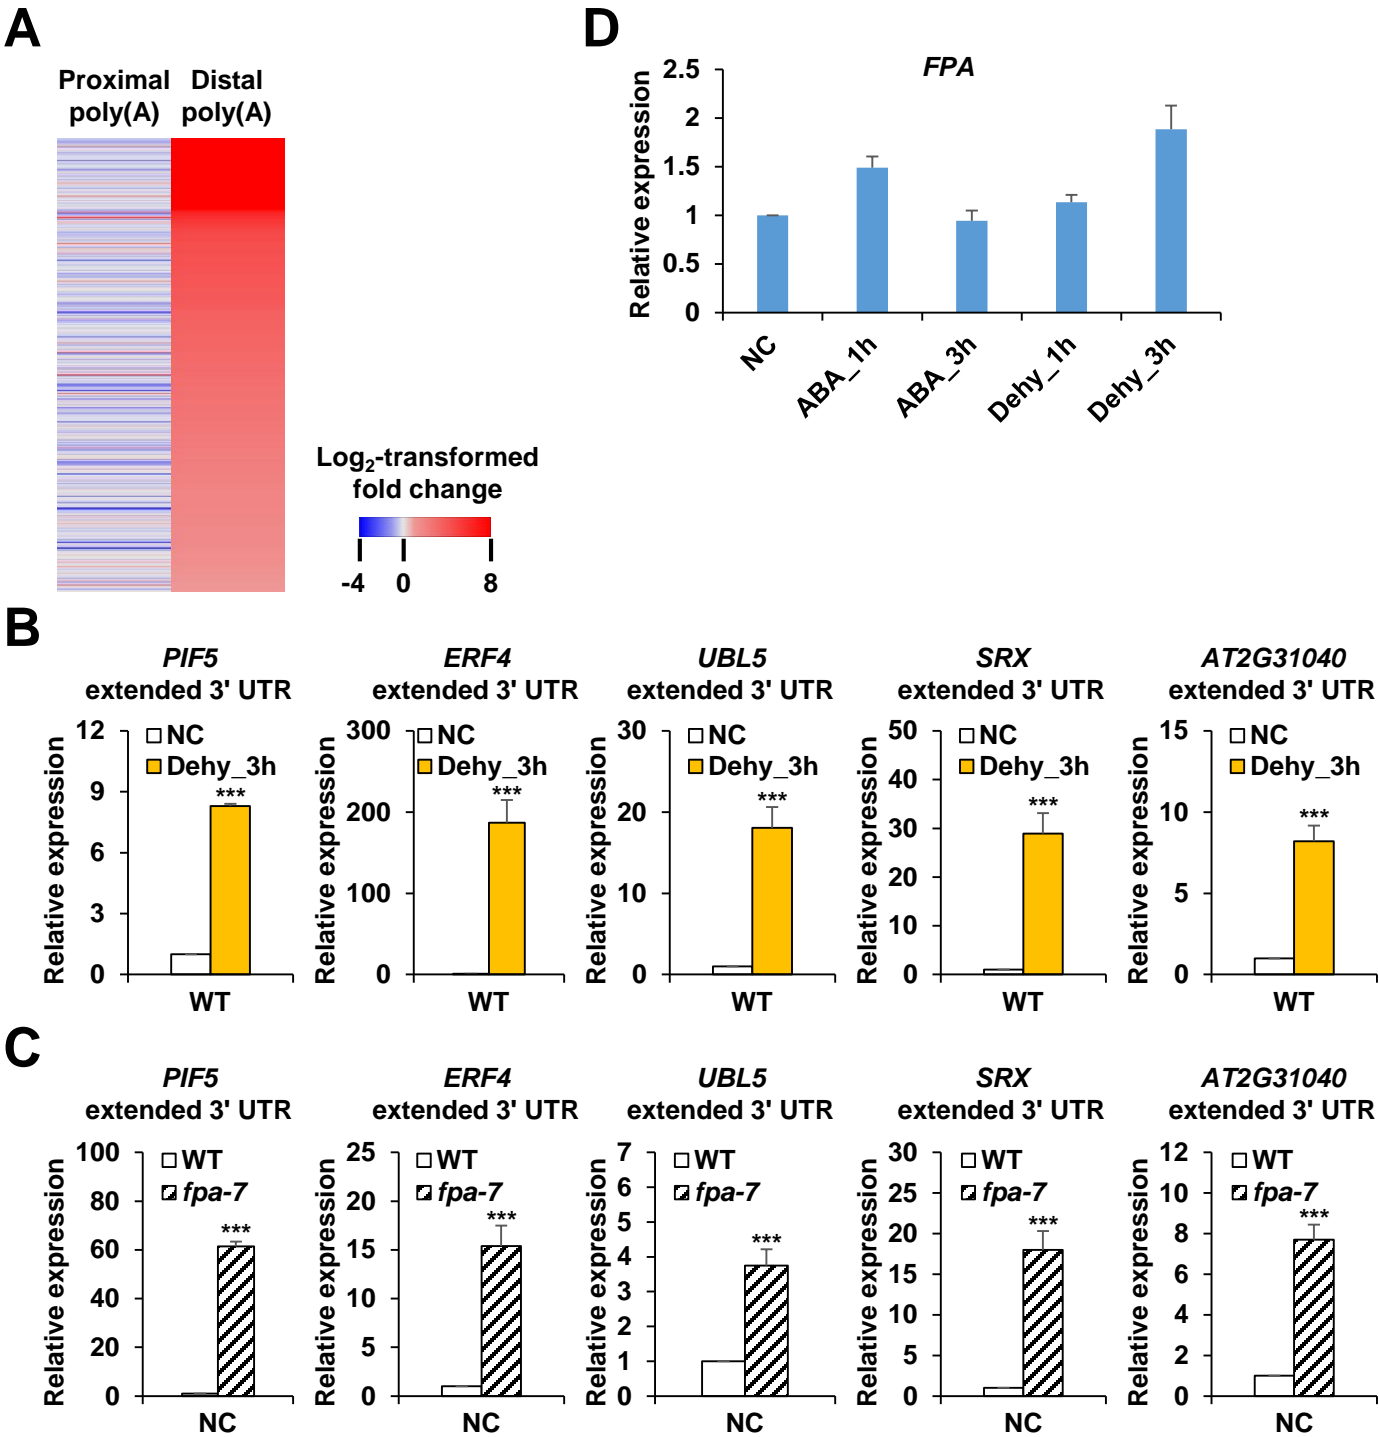 A
Proximal Distal
poly(A) poly(A)
Log2-transformed
fold change
-4 0 8
D
FPA
Relative expression
2.5
2
1.5
1
0.5
0
NC
ABA_1h
ABA_3h
Dehy_1h
Dehy_3h
B
PIF5
extended 3' UTR
Relative expression
12
9
6
3
0
NC
Dehy_3h
***
WT
ERF4
extended 3' UTR
Relative expression
300
200
100
0
NC
Dehy_3h
***
WT
UBL5
extended 3' UTR
Relative expression
30
20
10
0
NC
Dehy_3h
***
WT
SRX
extended 3' UTR
Relative expression
50
40
30
20
10
0
NC
Dehy_3h
***
WT
AT2G31040
extended 3' UTR
Relative expression
15
10
5
0
NC
Dehy_3h
***
WT
C
PIF5
extended 3' UTR
Relative expression
100
80
60
40
20
0
WT
fpa-7
***
NC
ERF4
extended 3' UTR
Relative expression
25
20
15
10
5
0
WT
fpa-7
***
NC
UBL5
extended 3' UTR
Relative expression
7
6
5
4
3
2
1
0
WT
fpa-7
***
NC
SRX
extended 3' UTR
Relative expression
30
25
20
15
10
5
0
WT
fpa-7
***
NC
AT2G31040
extended 3' UTR
Relative expression
12
10
8
6
4
2
0
WT
fpa-7
***
NC